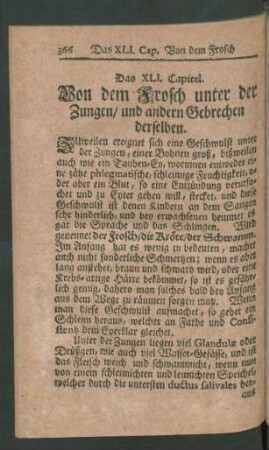 366 Das XLI. Cap. Von dem Frosch
Das XLI. Capitel.
Von dem Frosch unter der
Zungen/ und andern Gebrechen
derselben.
Zuweilen ereignet sich eine Geschwulst unter
der Zungen, einer Bohnen groß, bißweilen
auch wie ein Tauben-Ey, worinnen entweder ei-
ne zähe phlegmatische, schleimige Feuchtigkeit, o-
der aber ein Blut, so eine Entzündung verursa-
chet und zu Eyter gehen will, stecket, und diese
Geschwulst ist denen Kindern an dem Saugen
sehr hinderlich, und bey erwachsenen hemmet es
gar die Sprache und das Schlingen. Wird
genennet der Frosch/die Kröte/der Schwamm.
Im Anfang hat es wenig zu bedeuten, machet
auch nicht sonderliche Schmertzen; wenn es aber
lang anstehet, braun und schwartz wird, oder eine
Krebs-artige Härte bekömmet, so ist es gefähr-
lich genug, dahero man solches bald bey Anfang
aus dem Wege zu räumen sorgen mutz. Wenn
man diese Geschwulst aufmachet, so gehet ein
Schleim heraus, welcher an Farbe und Consi-
stentz dem Eyerklar gleichet.
Unter der Zungen liegen viel Glandulæ oder
Drüßgen, wie auch viel Wasser-Gefässe, und ist
das Fleisch weich und schwammicht, wenn nun
von einem schleimichten und leimichten Speichel,
welcher durch die untersten ductus salivales her-
aus